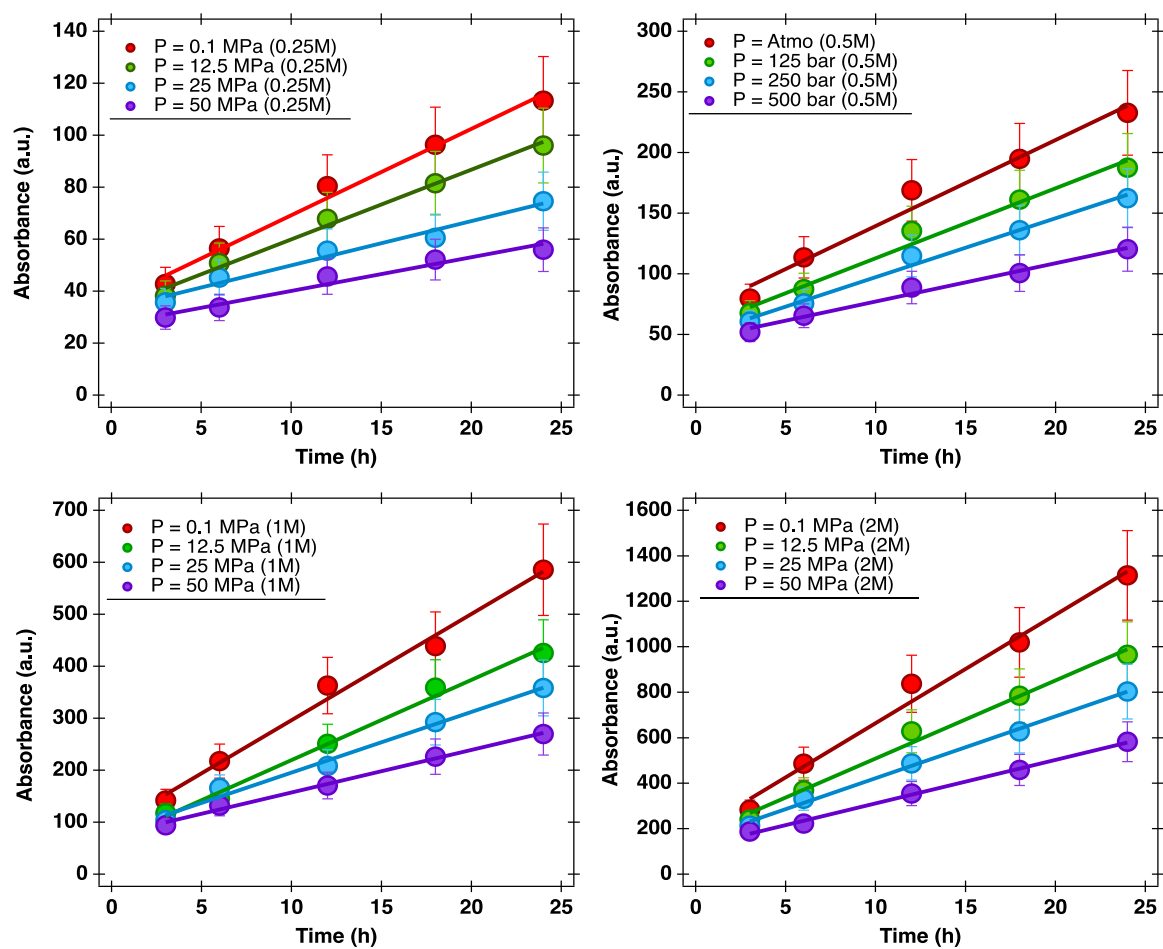 140
120
100
80
60
40
20
0
Absorbance (a.u.)
P = 0.1 MPa (0.25M)
P = 12.5 MPa (0.25M)
P = 25 MPa (0.25M)
P = 50 MPa (0.25M)
0 5 10 15 20 25
Time (h)
300
250
200
150
100
50
0
Absorbance (a.u.)
P = Atmo (0.5M)
P = 125 bar (0.5M)
P = 250 bar (0.5M)
P = 500 bar (0.5M)
0 5 10 15 20 25
Time (h)
700
600
500
400
300
200
100
0
Absorbance (a.u.)
P = 0.1 MPa (1M)
P = 12.5 MPa (1M)
P = 25 MPa (1M)
P = 50 MPa (1M)
0 5 10 15 20 25
Time (h)
1600
1400
1200
1000
800
600
400
200
0
Absorbance (a.u.)
P = 0.1 MPa (2M)
P = 12.5 MPa (2M)
P = 25 MPa (2M)
P = 50 MPa (2M)
0 5 10 15 20 25
Time (h)